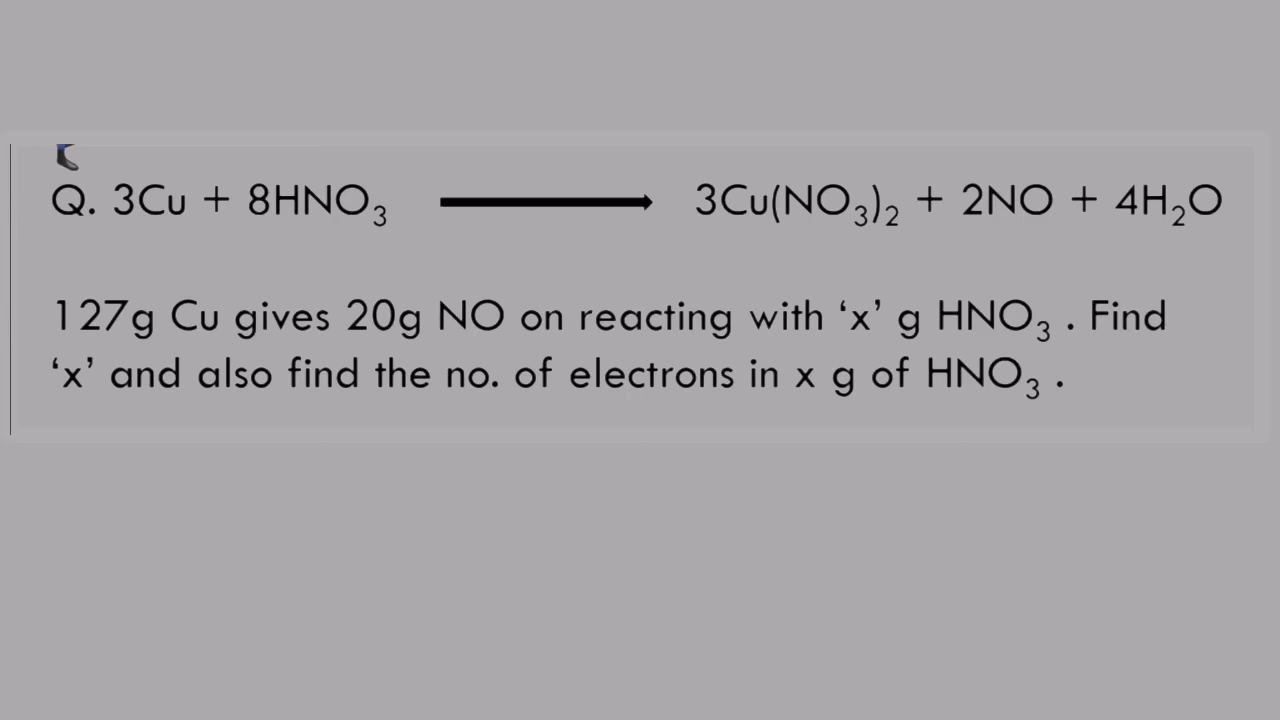 Q. 3Cu + 8HNO₃ ⟶ 3Cu(NO₃)₂ + 2NO + 4H₂O
127g Cu gives 20g NO on reacting with ‘x’ g HNO₃ . Find
‘x’ and also find the no. of electrons in x g of HNO₃ .